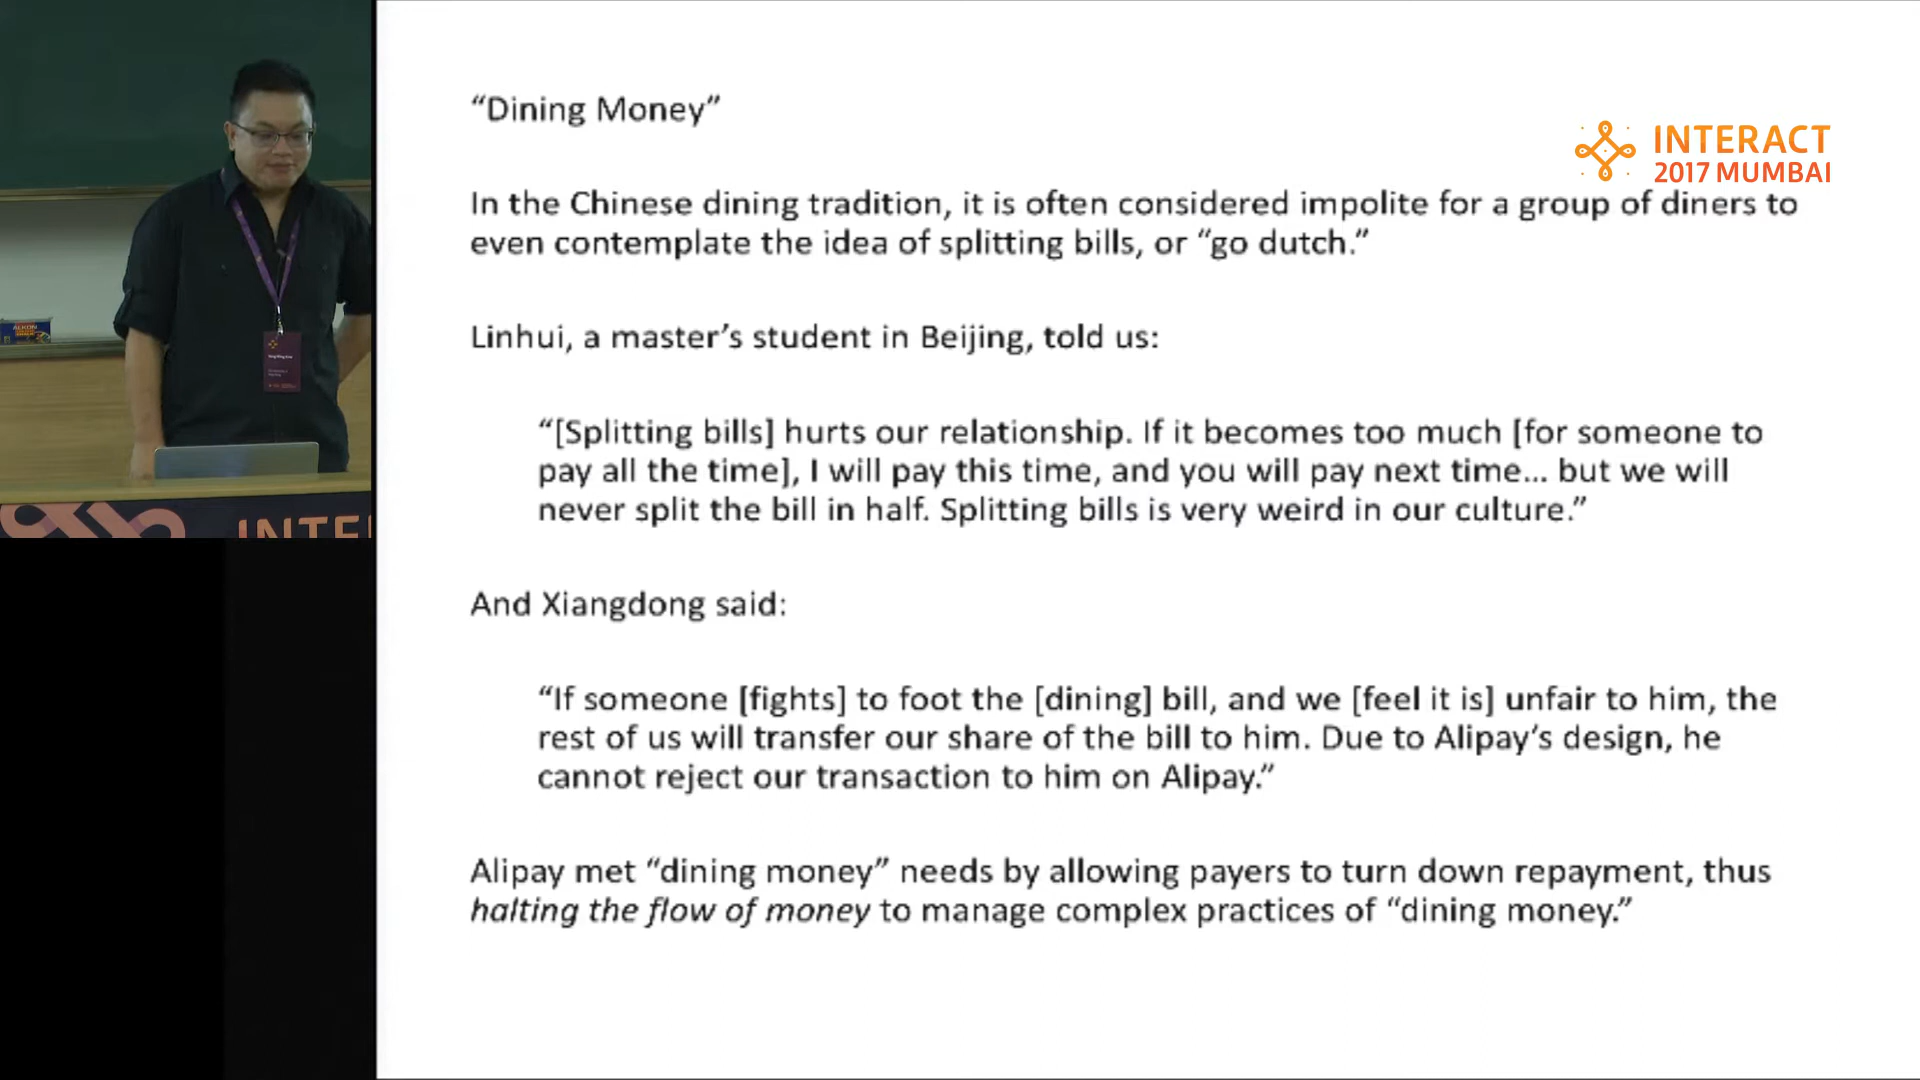 “Dining Money”
INTERACT
2017 MUMBAI
In the Chinese dining tradition, it is often considered impolite for a group of diners to
even contemplate the idea of splitting bills, or “go dutch.”
Linhui, a master’s student in Beijing, told us:
“[Splitting bills] hurts our relationship. If it becomes too much [for someone to
pay all the time], I will pay this time, and you will pay next time... but we will
never split the bill in half. Splitting bills is very weird in our culture.”
And Xiangdong said:
“If someone [fights] to foot the [dining] bill, and we [feel it is] unfair to him, the
rest of us will transfer our share of the bill to him. Due to Alipay’s design, he
cannot reject our transaction to him on Alipay.”
Alipay met “dining money” needs by allowing payers to turn down repayment, thus
halting the flow of money to manage complex practices of “dining money.”
ALKON
INTE